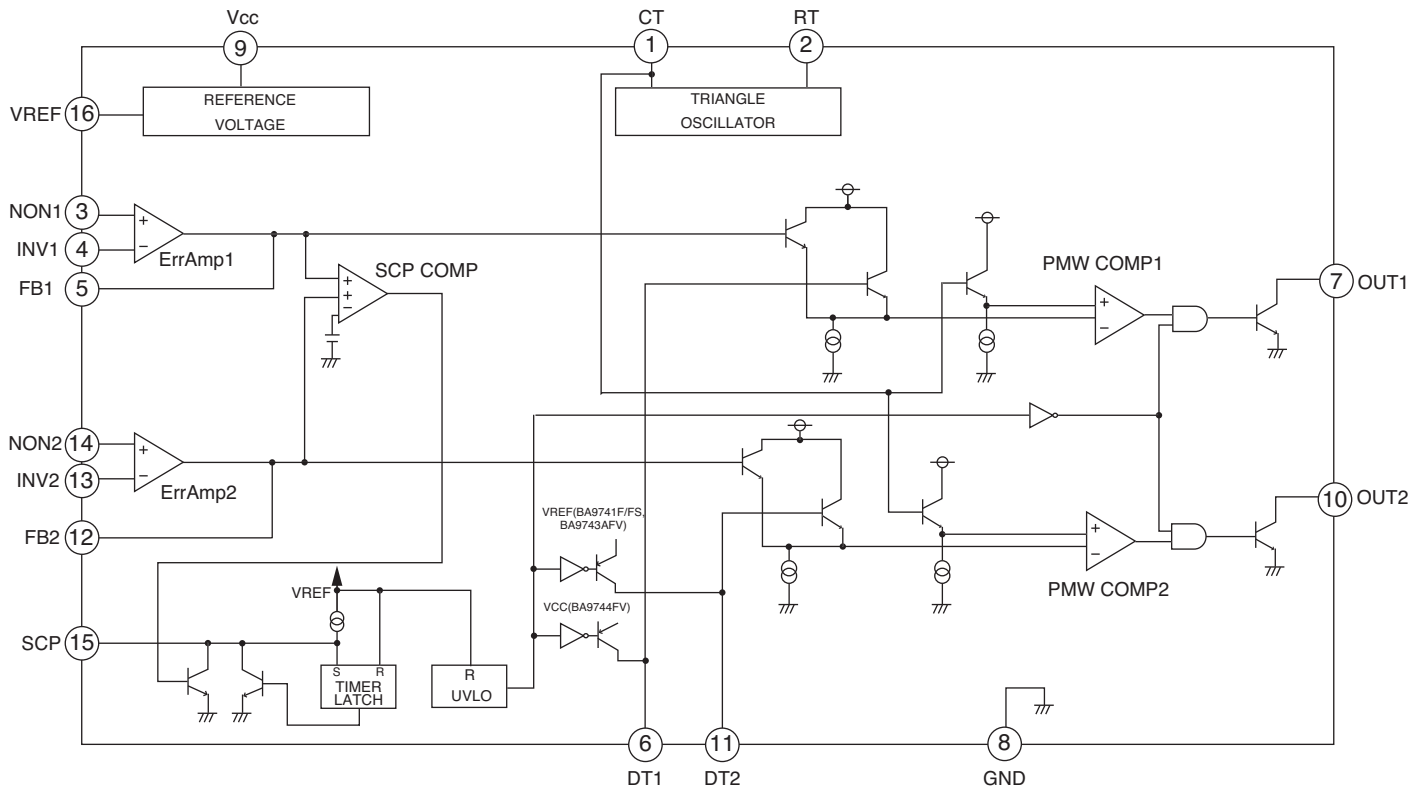 Vcc
CT
RT
9
1
2
REFERENCE
VOLTAGE
TRIANGLE
OSCILLATOR
VREF
16
NON1
3
+
INV1
4
−
ErrAmp1
FB1
5
SCP COMP
+
+
−
PMW COMP1
+
−
7
OUT1
NON2
14
+
INV2
13
−
ErrAmp2
FB2
12
VREF(BA9741F/FS,
BA9743AFV)
+
−
PMW COMP2
10
OUT2
VREF
VCC(BA9744FV)
SCP
15
S
R
TIMER
LATCH
R
UVLO
6
11
8
DT1
DT2
GND